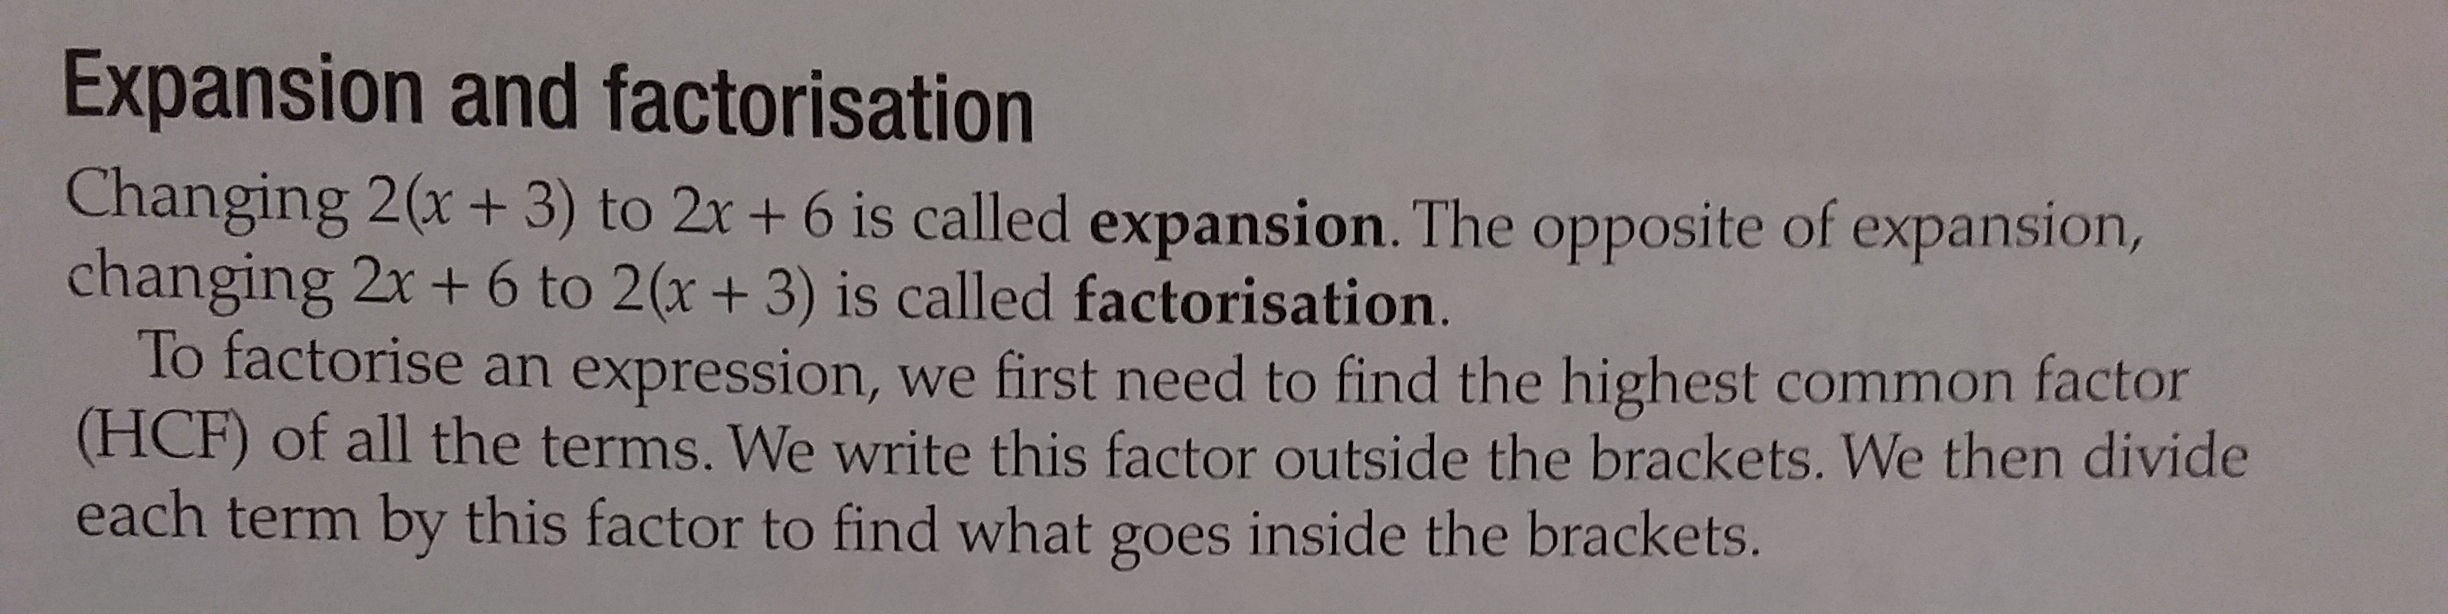 Expansion and factorisation
Changing 2(x + 3) to 2x + 6 is called expansion. The opposite of expansion,
changing 2x + 6 to 2(x + 3) is called factorisation.
To factorise an expression, we first need to find the highest common factor
(HCF) of all the terms. We write this factor outside the brackets. We then divide
each term by this factor to find what goes inside the brackets.